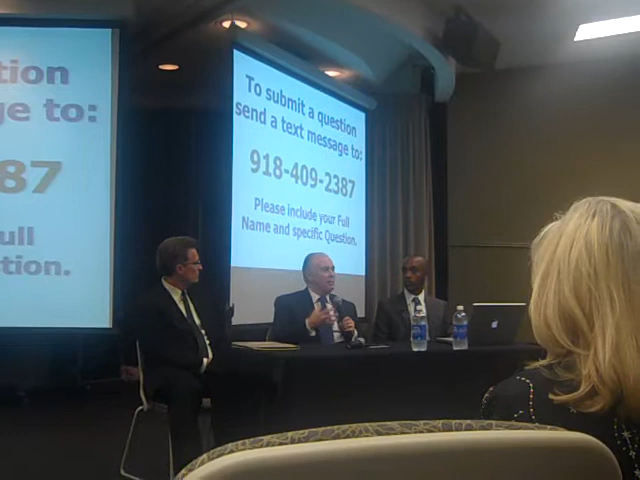 tion
ge to:
87
ull
tion.
To submit a question
send a text message to:
918-409-2387
Please include your Full
Name and specific Question.